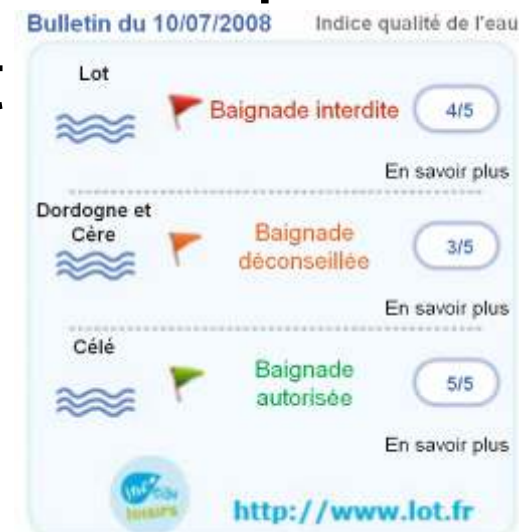 Bulletin du 10/07/2008 Indice qualité de l'eau
Lot
Baignade interdite 4/5
En savoir plus
Dordogne et
Cère
Baignade
déconseillée
3/5
En savoir plus
Célé
Baignade
autorisée
5/5
En savoir plus
loisirs
http://www.lot.fr